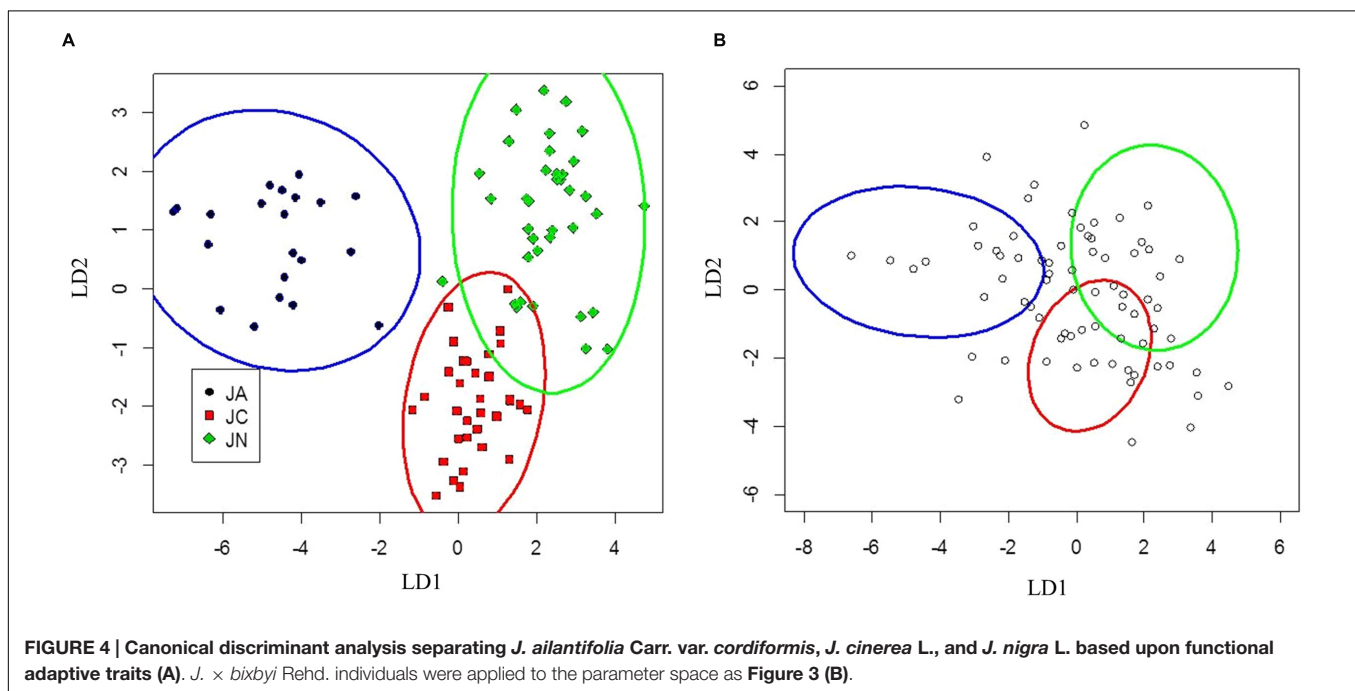 A
B
3
2
1
0
-1
-2
-3
LD2
JA
JC
JN
-6
-4
-2
0
2
4
LD1
6
4
2
0
-2
-4
-6
LD2
-8
-6
-4
-2
0
2
4
6
LD1
FIGURE 4 | Canonical discriminant analysis separating J. ailantifolia Carr. var. cordiformis, J. cinerea L., and J. nigra L. based upon functional
adaptive traits (A). J. × bixbyi Rehd. individuals were applied to the parameter space as Figure 3 (B).